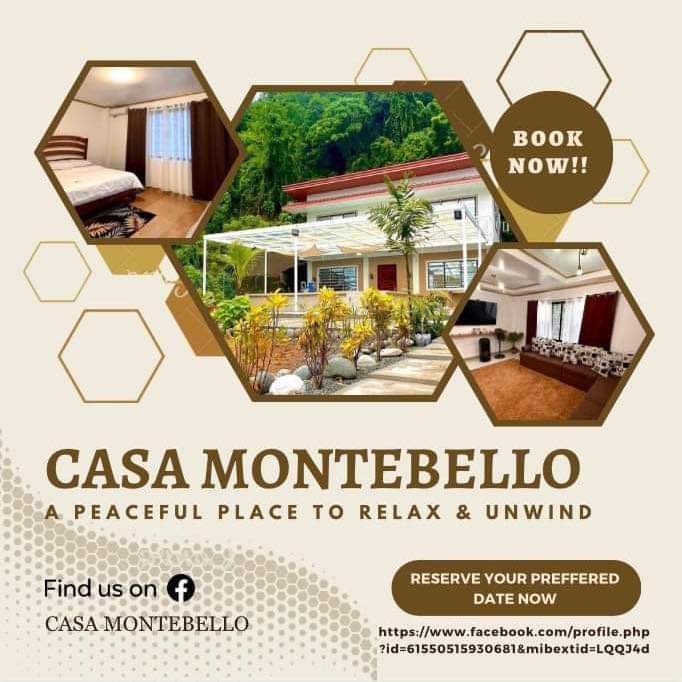 BOOK
NOW!!
CASA MONTEBELLO
A PEACEFUL PLACE TO RELAX & UNWIND
Find us on
CASA MONTEBELLO
RESERVE YOUR PREFFERED
DATE NOW
https://www.facebook.com/profile.php
?id=61550515930681&mibextid=LQQJ4d